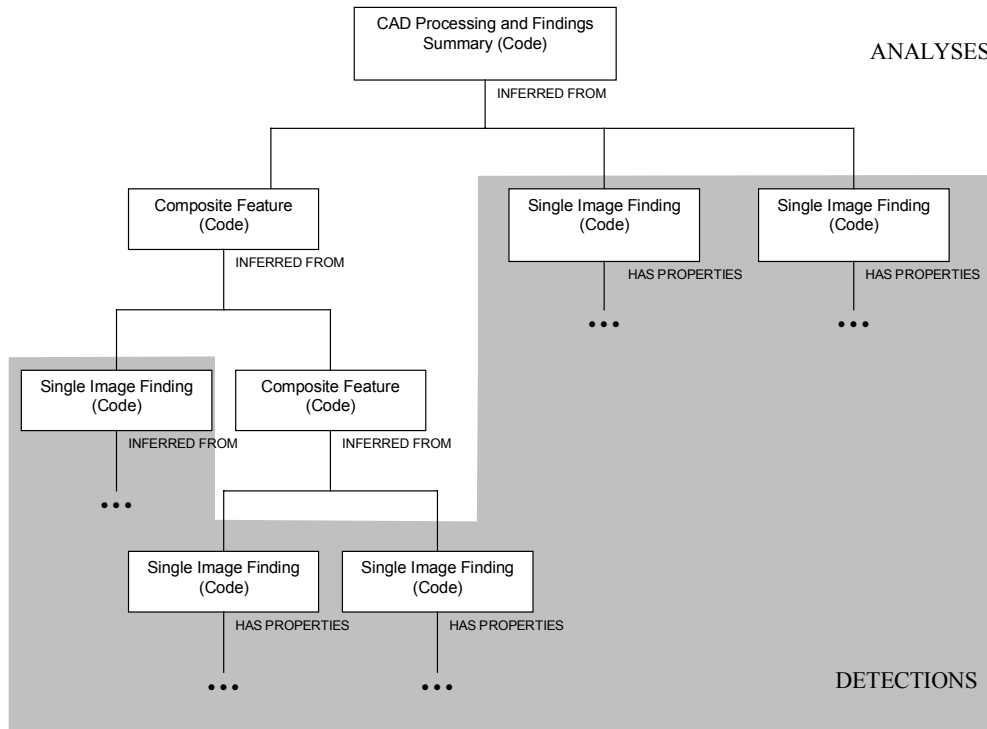 CAD Processing and Findings
Summary (Code)
ANALYSES
INFERRED FROM
Composite Feature
(Code)
Single Image Finding
(Code)
Single Image Finding
(Code)
INFERRED FROM
HAS PROPERTIES
HAS PROPERTIES
•••
•••
Single Image Finding
(Code)
Composite Feature
(Code)
INFERRED FROM
INFERRED FROM
•••
Single Image Finding
(Code)
Single Image Finding
(Code)
HAS PROPERTIES
HAS PROPERTIES
•••
•••
DETECTIONS